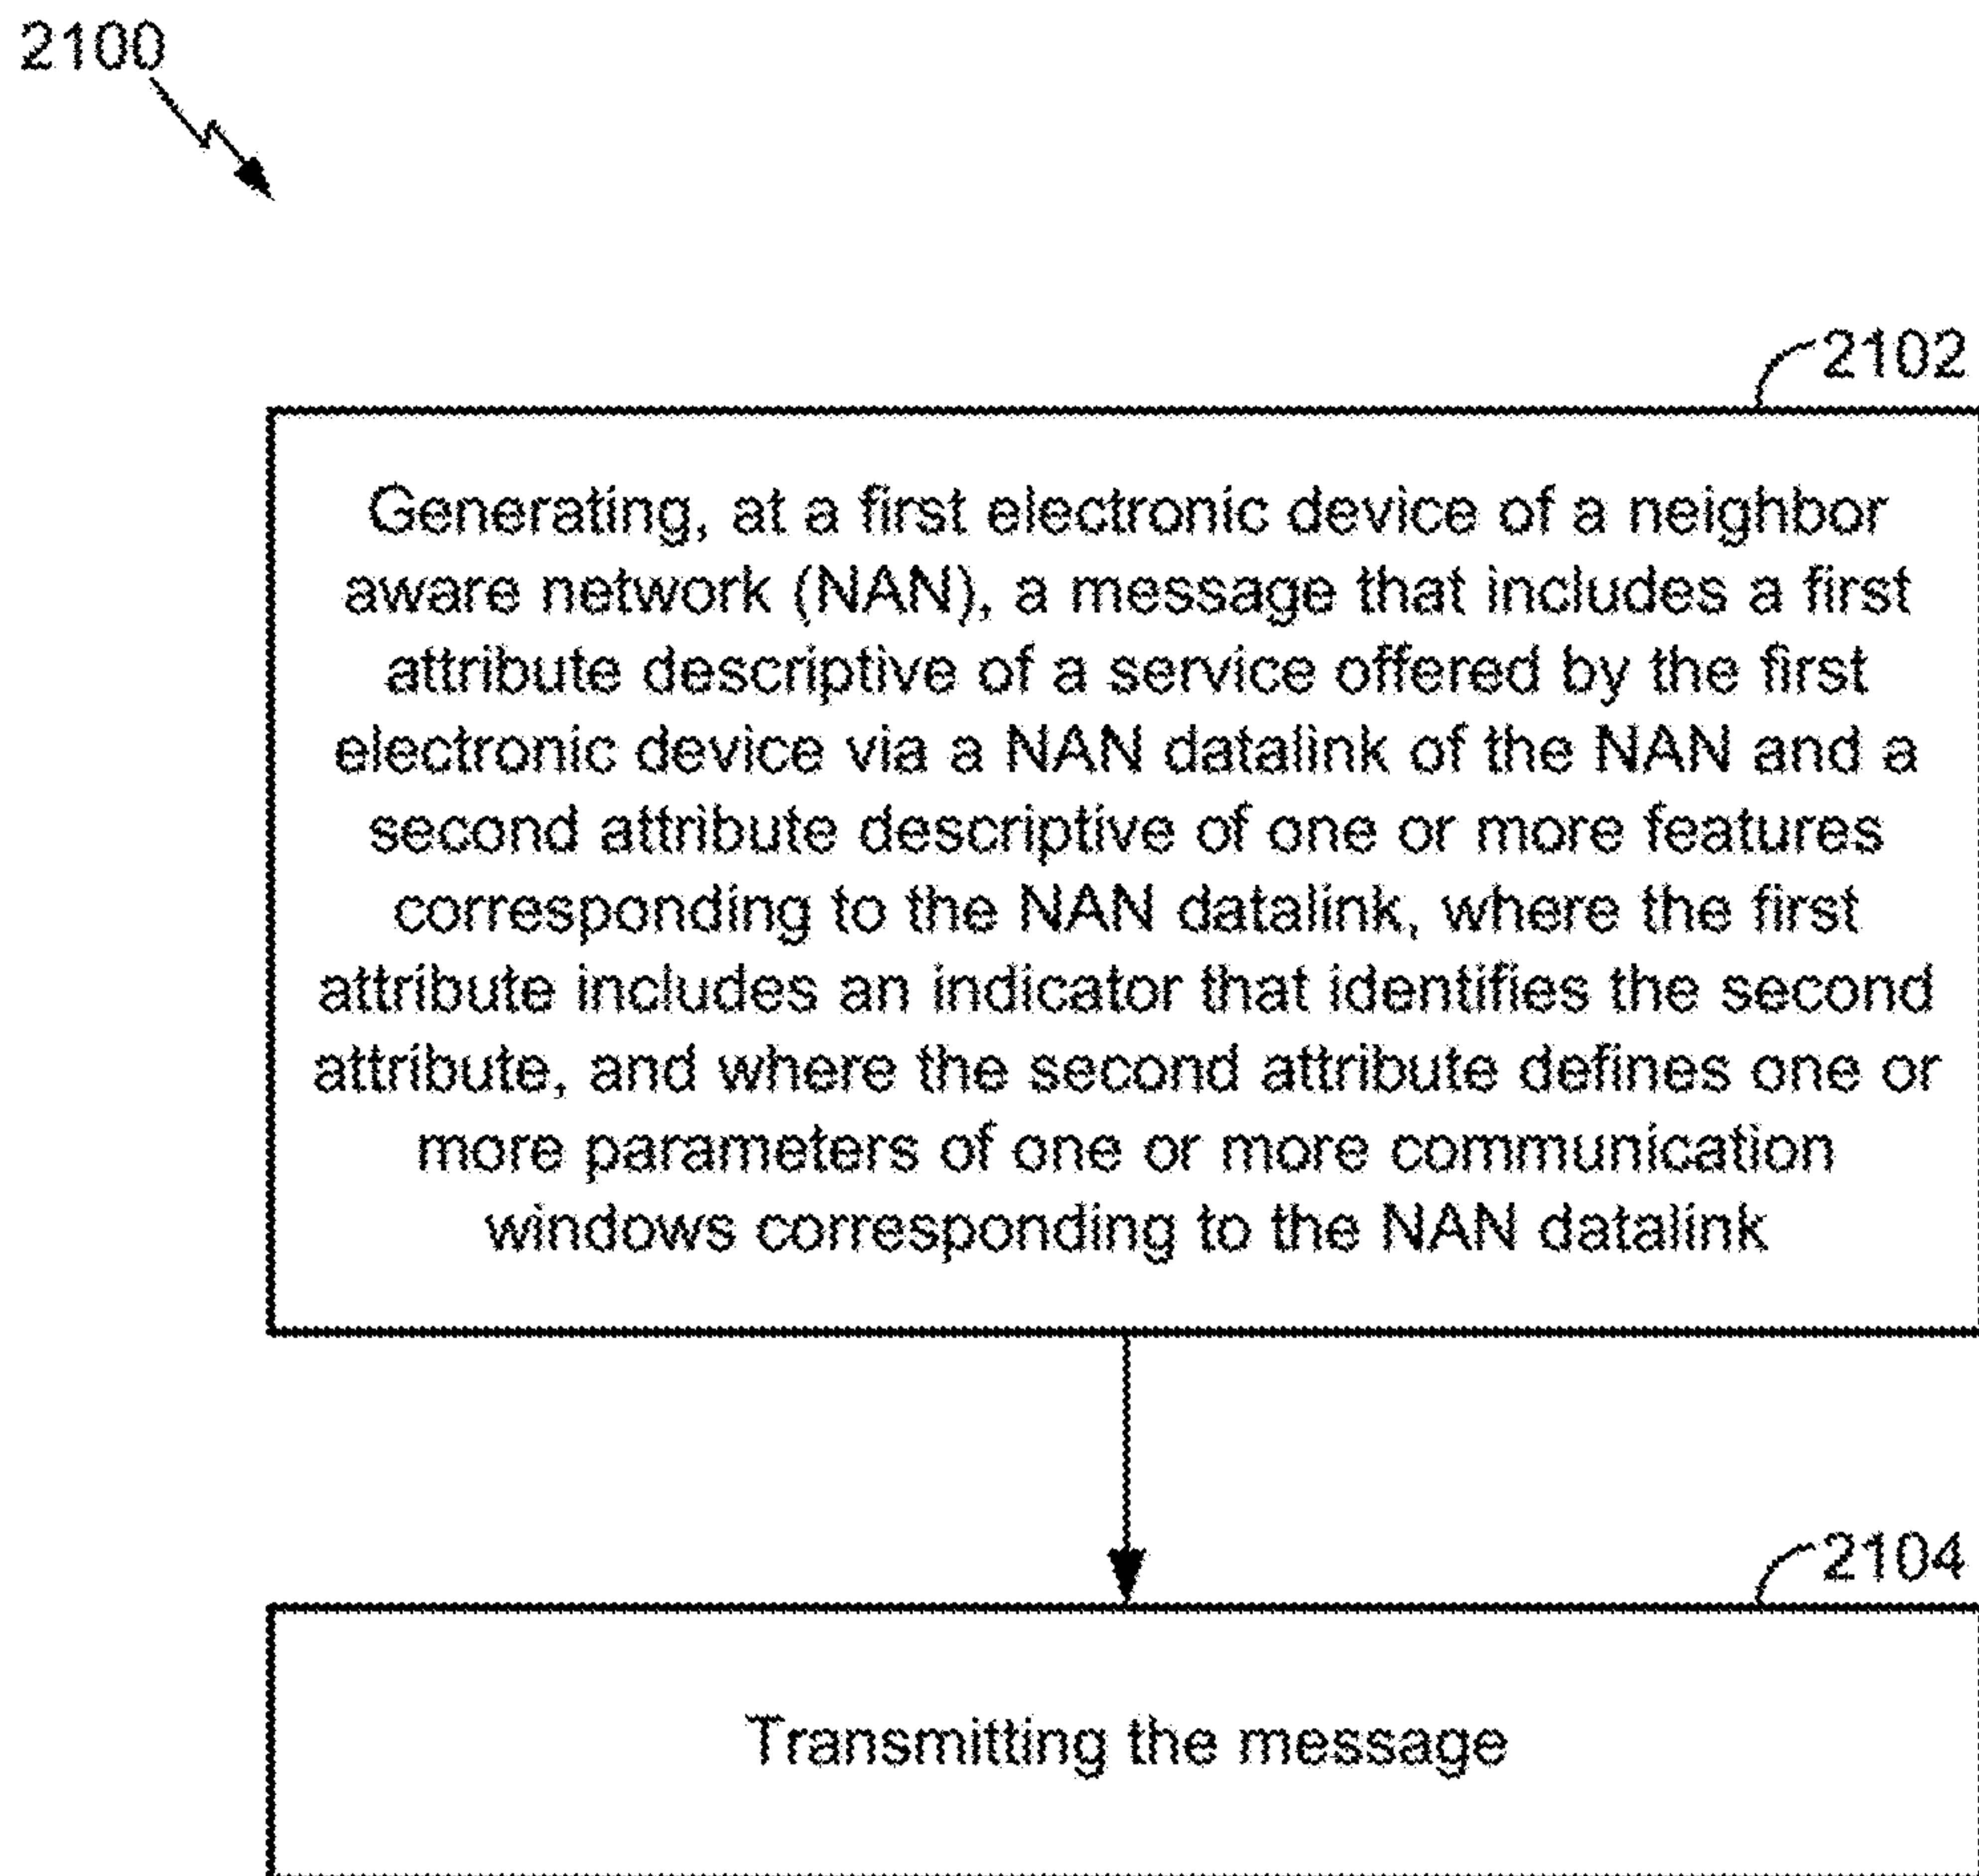 2100
2102
Generating, at a first electronic device of a neighbor
aware network (NAN), a message that includes a first
attribute descriptive of a service offered by the first
electronic device via a NAN datalink of the NAN and a
second attribute descriptive of one or more features
corresponding to the NAN datalink, where the first
attribute includes an indicator that identifies the second
attribute, and where the second attribute defines one or
more parameters of one or more communication
windows corresponding to the NAN datalink
2104
Transmitting the message